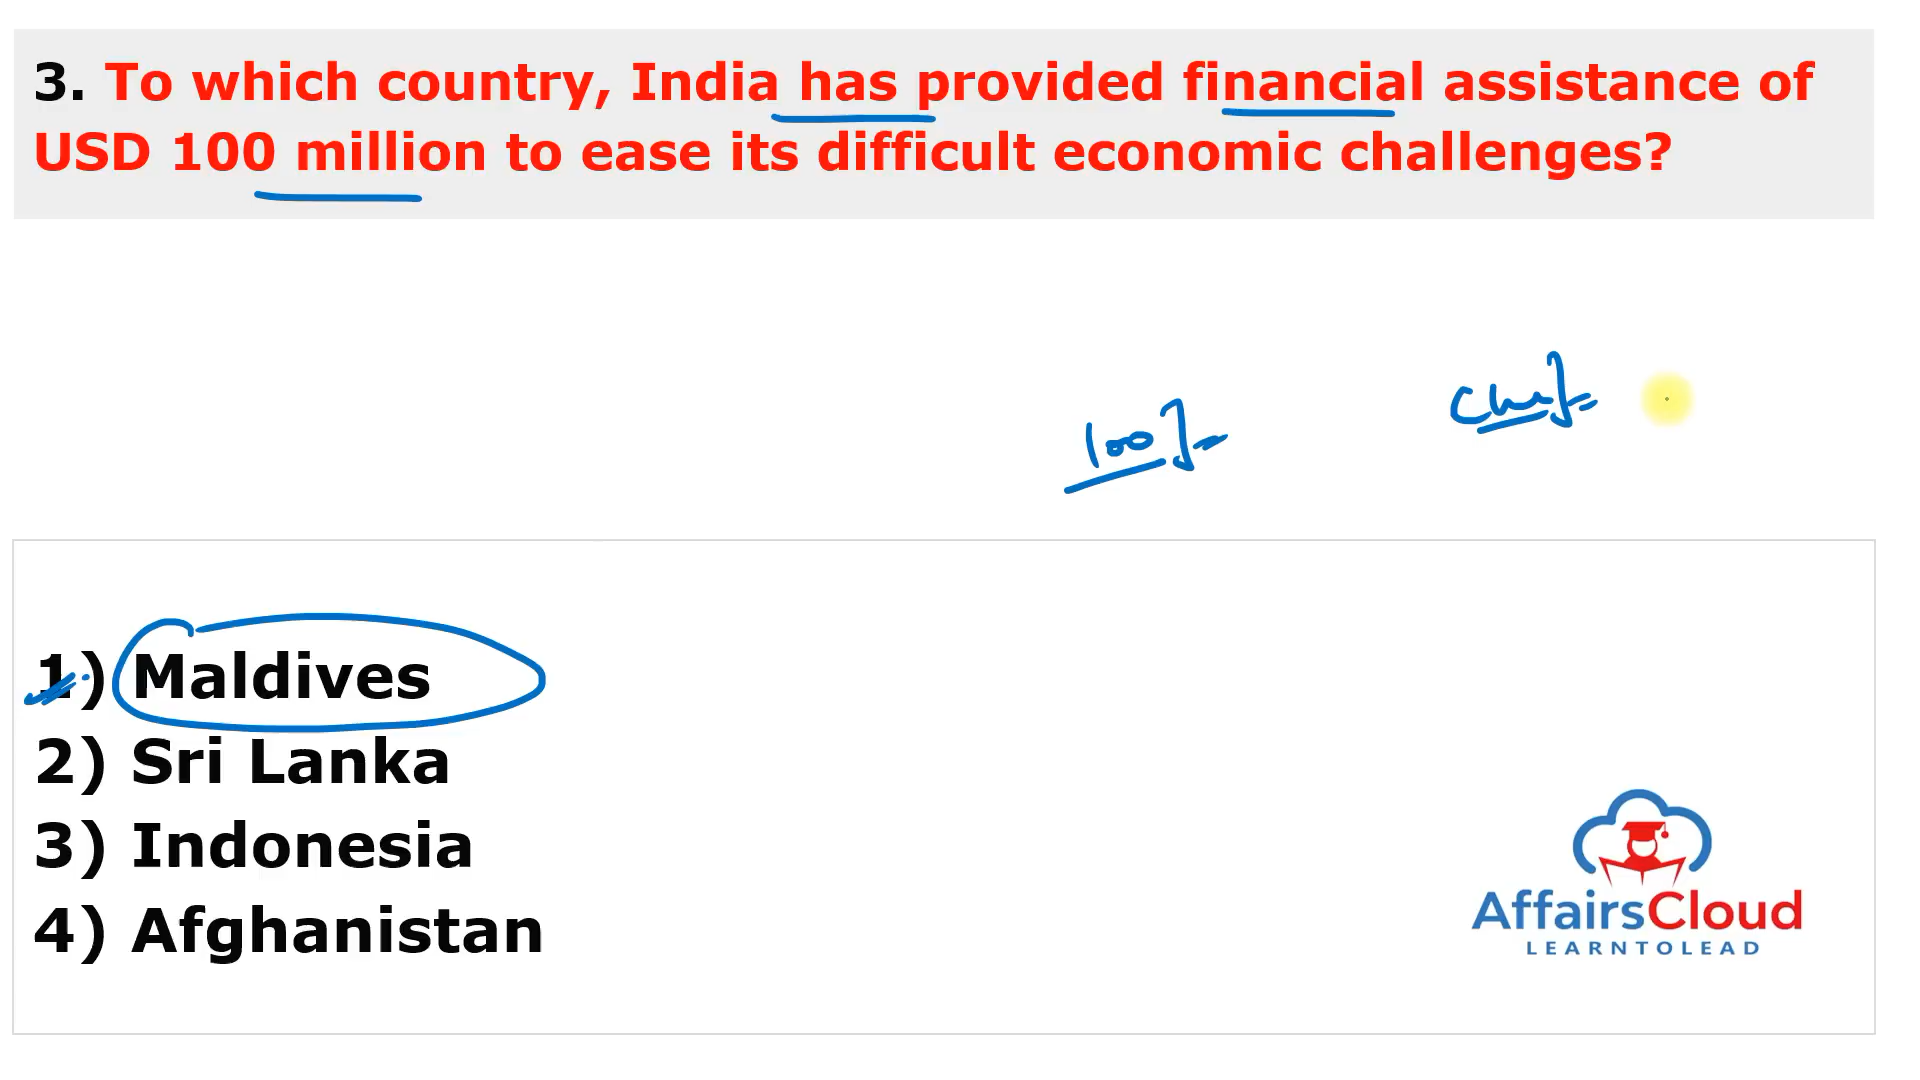 3. To which country, India has provided financial assistance of
USD 100 million to ease its difficult economic challenges?
100
1) Maldives
2) Sri Lanka
3) Indonesia
4) Afghanistan
AffairsCloud
LEARNTOLEAD